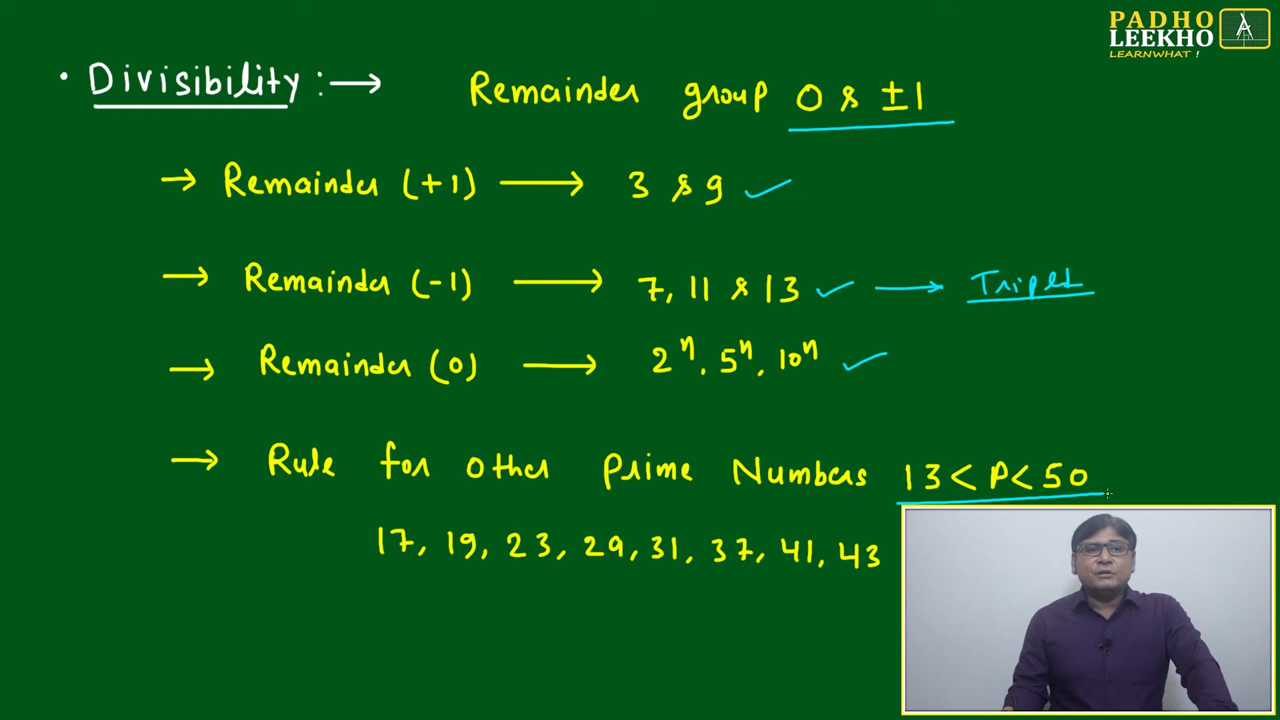 PADHO
LEEKHO
LEARNWHAT !
• Divisibility :→ Remainder group 0 & ±1
→ Remainder (+1) → 3 & 9 ✓
→ Remainder (-1) → 7, 11 & 13 ✓ → Triplet
→ Remainder (0) → 2ⁿ, 5ⁿ, 10ⁿ ✓
→ Rule for other Prime Numbers 13 < P < 50
17, 19, 23, 29, 31, 37, 41, 43